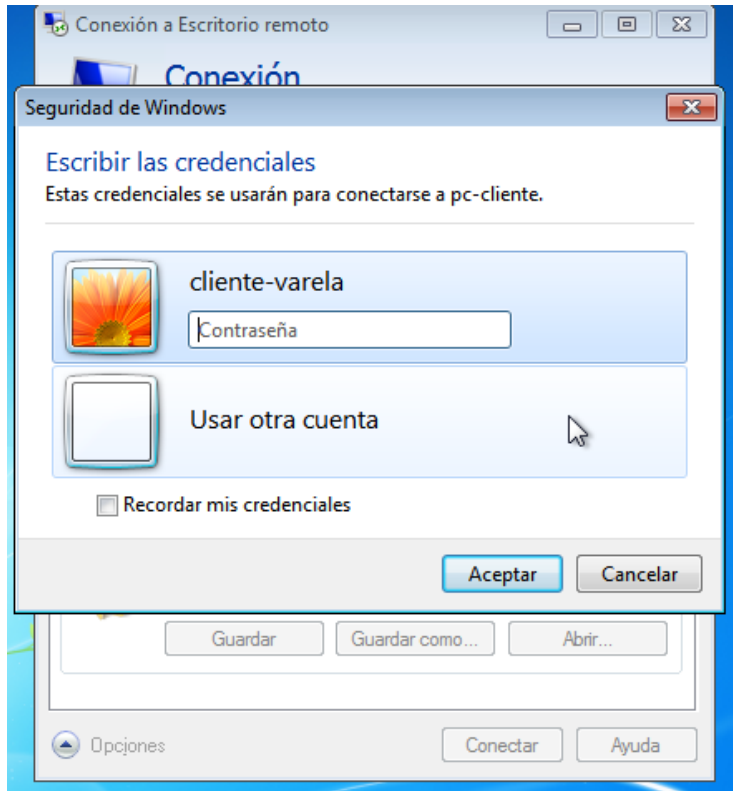 Conexión a Escritorio remoto
Conexión
Seguridad de Windows
Escribir las credenciales
Estas credenciales se usarán para conectarse a pc-cliente.
cliente-varela
Contraseña
Usar otra cuenta
Recordar mis credenciales
Aceptar Cancelar
Guardar Guardar como... Abrir...
Opciones Conectar Ayuda